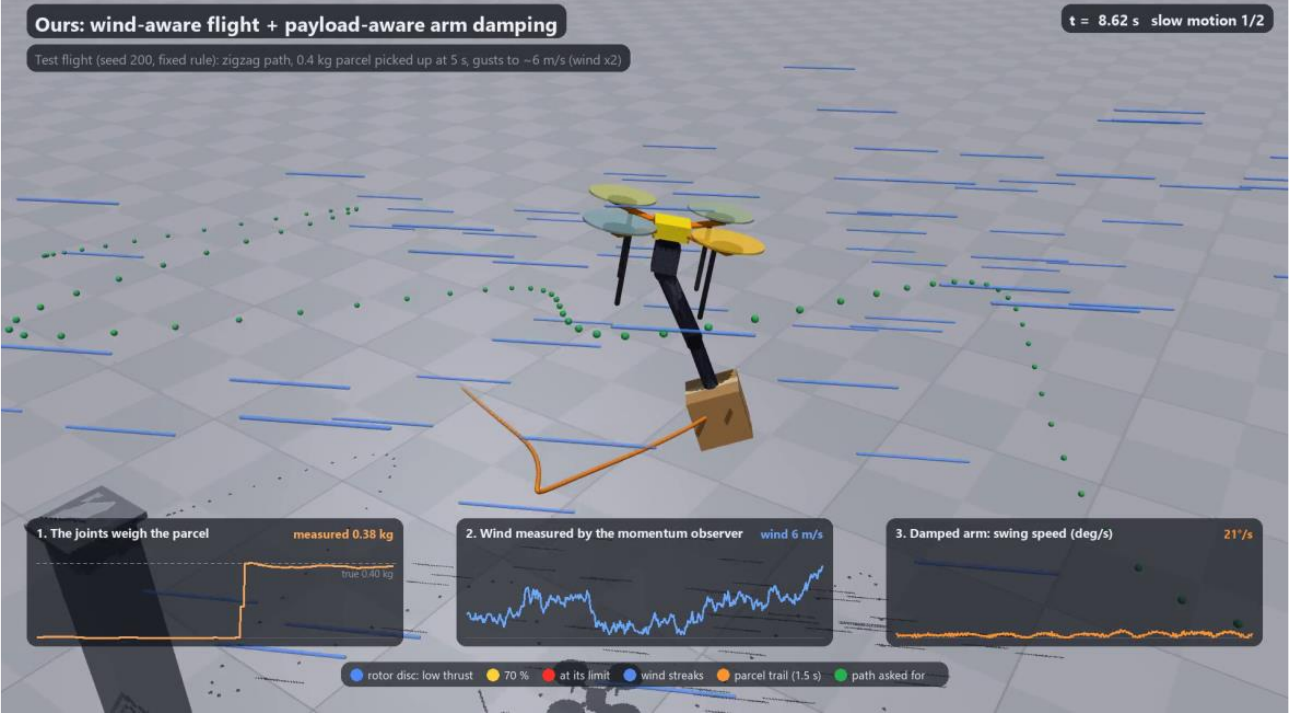 Ours: wind-aware flight + payload-aware arm damping
t = 8.62 s slow motion 1/2
Test flight (seed 200, fixed rule): zigzag path, 0.4 kg parcel picked up at 5 s, gusts to ~6 m/s (wind x2)
1. The joints weigh the parcel measured 0.38 kg
true 0.40 kg
2. Wind measured by the momentum observer wind 6 m/s
3. Damped arm: swing speed (deg/s) 21°/s
rotor disc: low thrust 70 % at its limit wind streaks parcel trail (1.5 s) path asked for